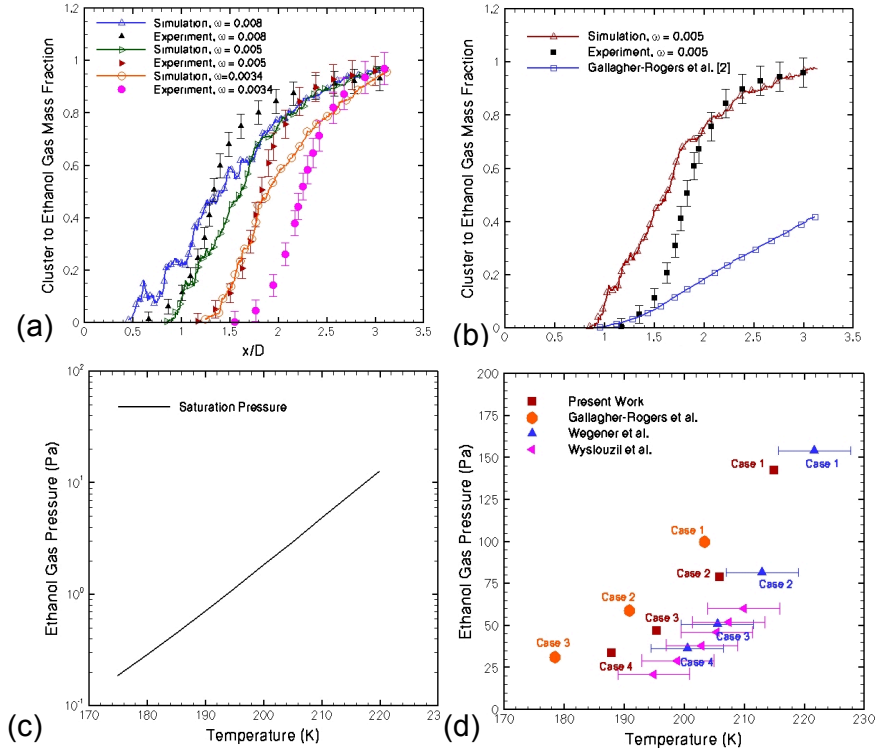 Simulation, ω = 0.008
Experiment, ω = 0.008
Simulation, ω = 0.005
Experiment, ω = 0.005
Simulation, ω=0.0034
Experiment, ω = 0.0034
Cluster to Ethanol Gas Mass Fraction
1.2
1
0.8
0.6
0.4
0.2
0
0 0.5 1 1.5 2 2.5 3 3.5
x/D
(a)
Simulation, ω = 0.005
Experiment, ω = 0.005
Gallagher-Rogers et al. [2]
Cluster to Ethanol Gas Mass Fraction
1.2
1
0.8
0.6
0.4
0.2
0
0 0.5 1 1.5 2 2.5 3 3.5
(b)
Saturation Pressure
Ethanol Gas Pressure (Pa)
10²
10¹
10⁰
10⁻¹
170 180 190 200 210 220 230
Temperature (K)
(c)
Present Work
Gallagher-Rogers et al.
Wegener et al.
Wyslouzil et al.
Ethanol Gas Pressure (Pa)
200
175
150
125
100
75
50
25
0
Case 1
Case 1
Case 1
Case 2
Case 2
Case 2
Case 3
Case 3
Case 3
Case 4
Case 4
170 180 190 200 210 220 230
Temperature (K)
(d)